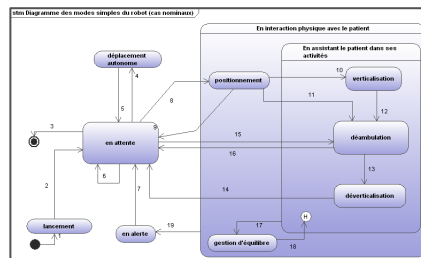 stm Diagramme des modes simples du robot (cas nominaux)
En interaction physique avec le patient
En assistant le patient dans ses
activités
déplacement
autonome
4
5
8
positionnement
10
verticalisation
11
12
3
9
en attente
15
déambulation
16
6
13
2
7
14
déverticalisation
lancement
1
en alerte
19
17
H
gestion d'équilibre
18